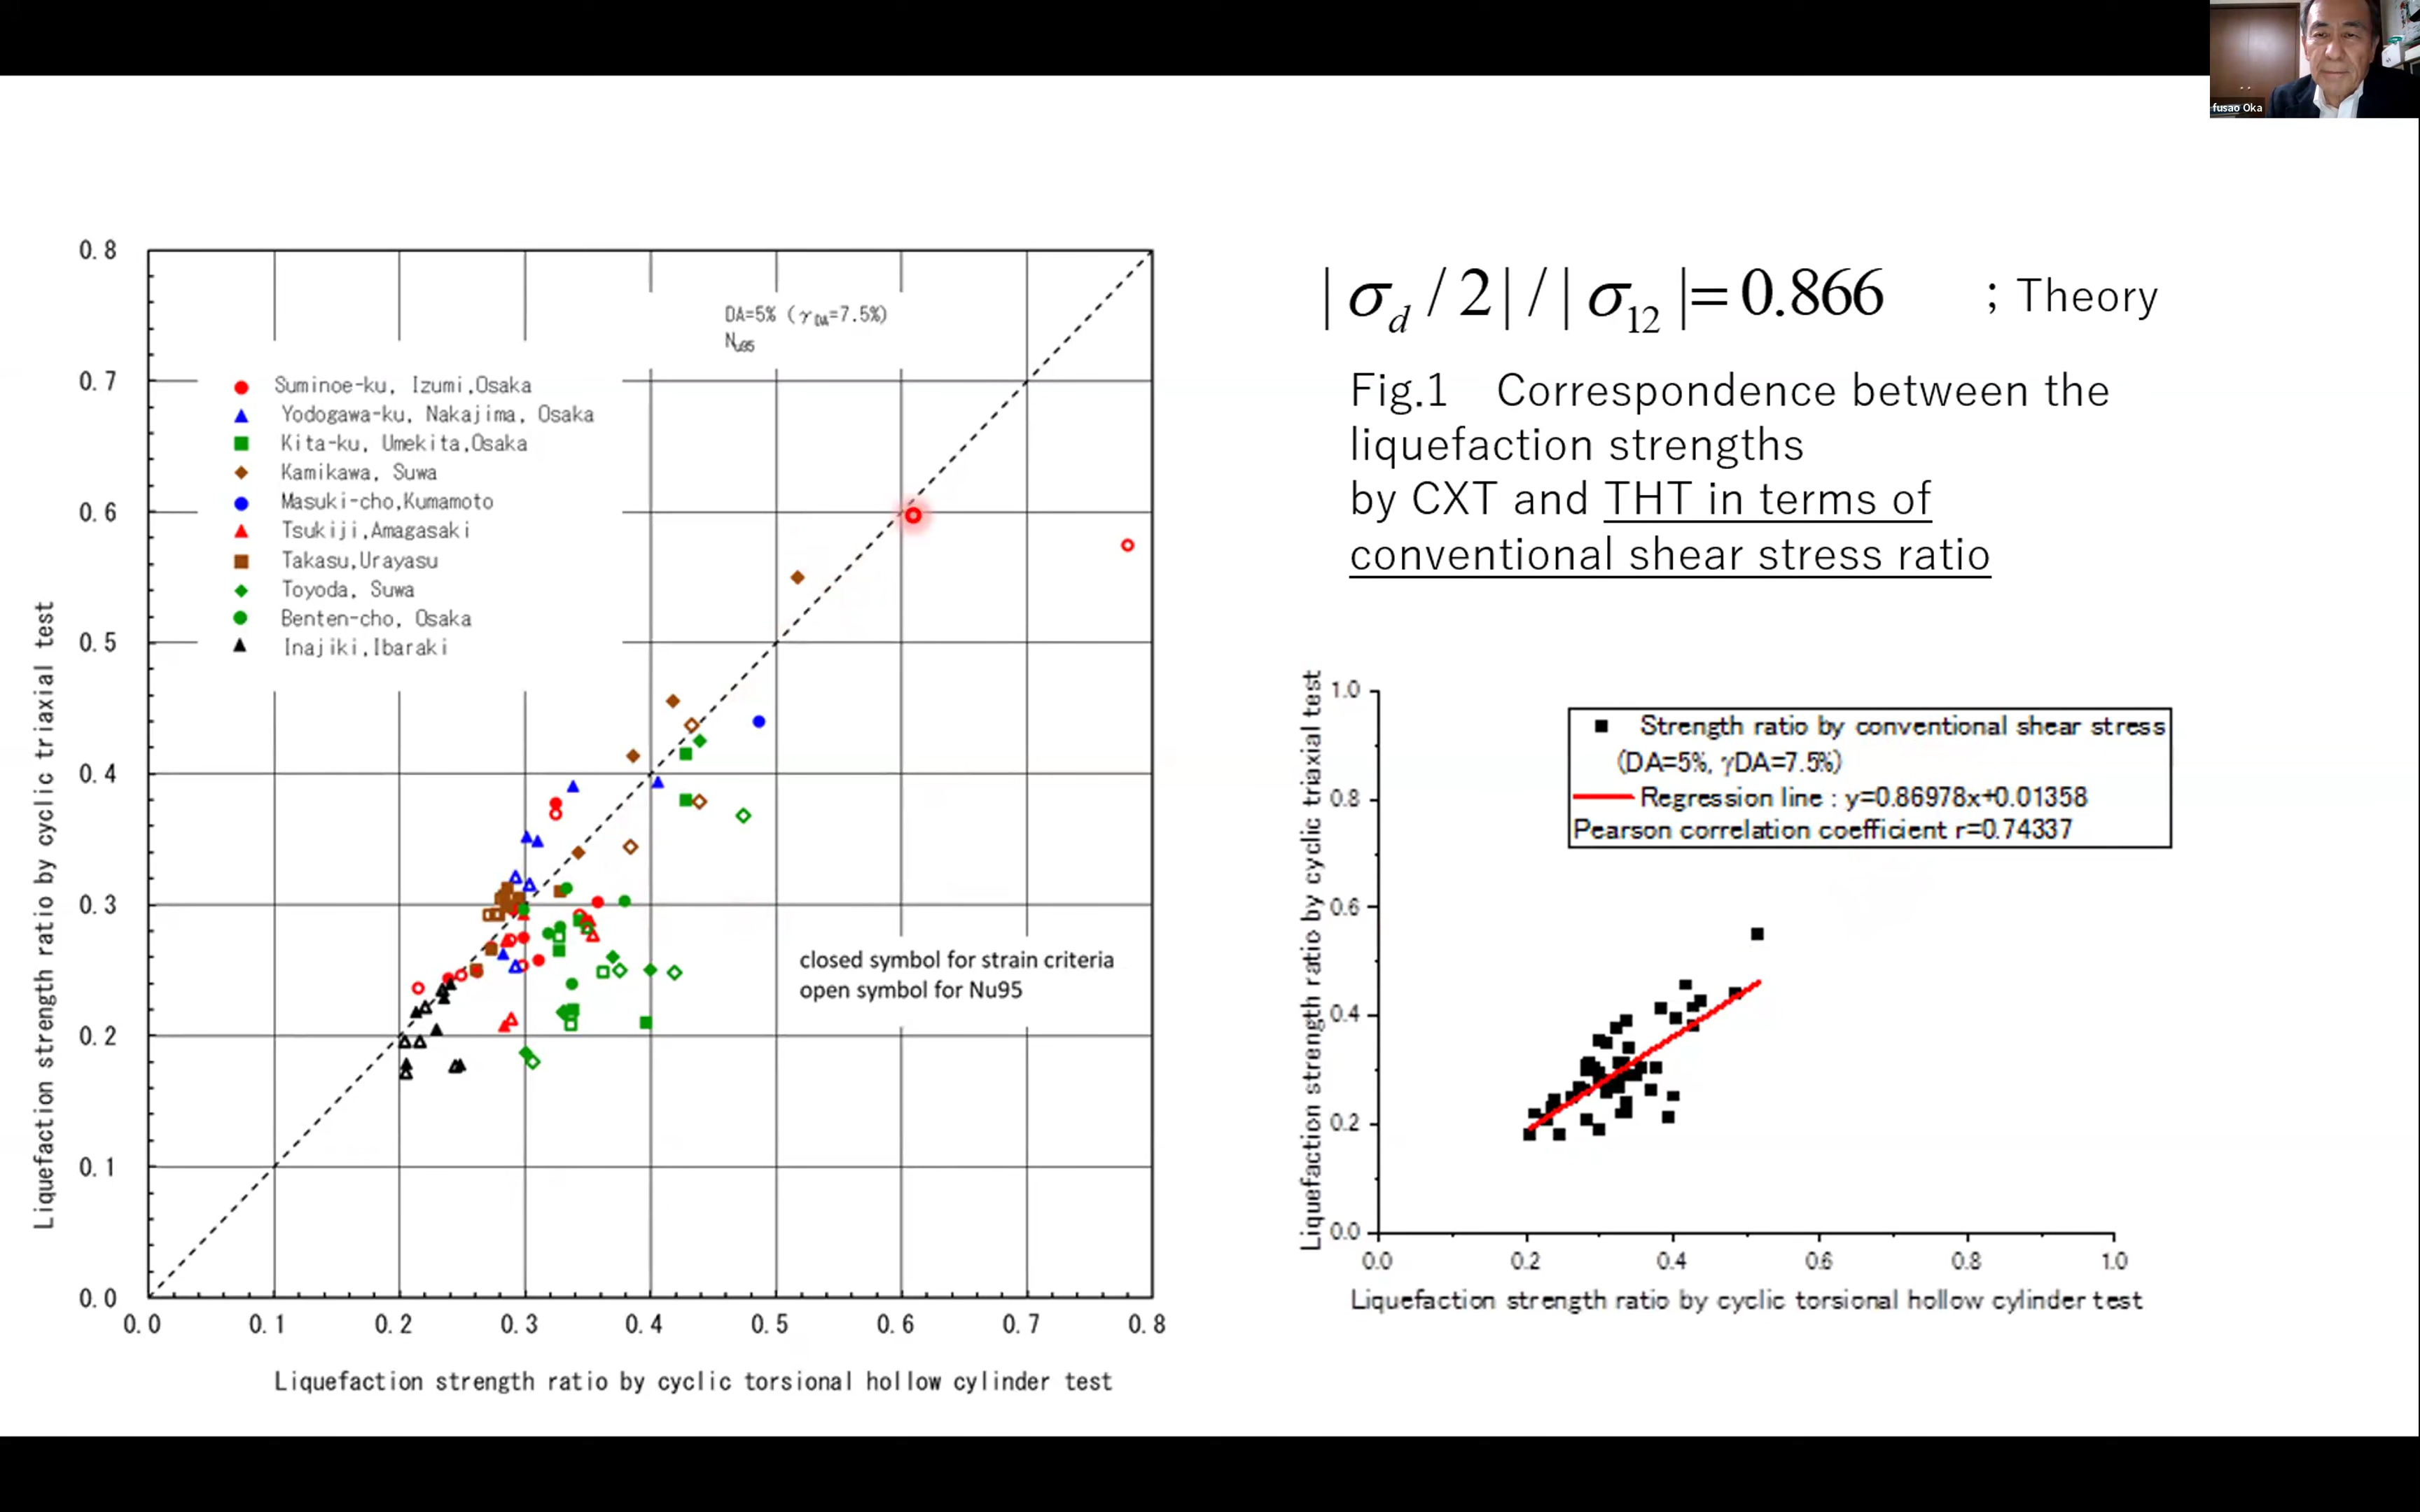 fusao Oka
|σd/2|/|σ12|=0.866 ; Theory
Fig.1 Correspondence between the
liquefaction strengths
by CXT and THT in terms of
conventional shear stress ratio
Liquefaction strength ratio by cyclic triaxial test
0.8
0.7
0.6
0.5
0.4
0.3
0.2
0.1
0.0
DA=5% (γDA=7.5%)
Nu95
Suminoe-ku, Izumi,Osaka
Yodogawa-ku, Nakajima, Osaka
Kita-ku, Umekita,Osaka
Kamikawa, Suwa
Masuki-cho,Kumamoto
Tsukiji,Amagasaki
Takasu,Urayasu
Toyoda, Suwa
Benten-cho, Osaka
Inajiki,Ibaraki
closed symbol for strain criteria
open symbol for Nu95
0.0 0.1 0.2 0.3 0.4 0.5 0.6 0.7 0.8
Liquefaction strength ratio by cyclic torsional hollow cylinder test
Liquefaction strength ratio by cyclic triaxial test
1.0
0.8
0.6
0.4
0.2
0.0
Strength ratio by conventional shear stress
(DA=5%, γDA=7.5%)
Regression line : y=0.86978x+0.01358
Pearson correlation coefficient r=0.74337
0.0 0.2 0.4 0.6 0.8 1.0
Liquefaction strength ratio by cyclic torsional hollow cylinder test